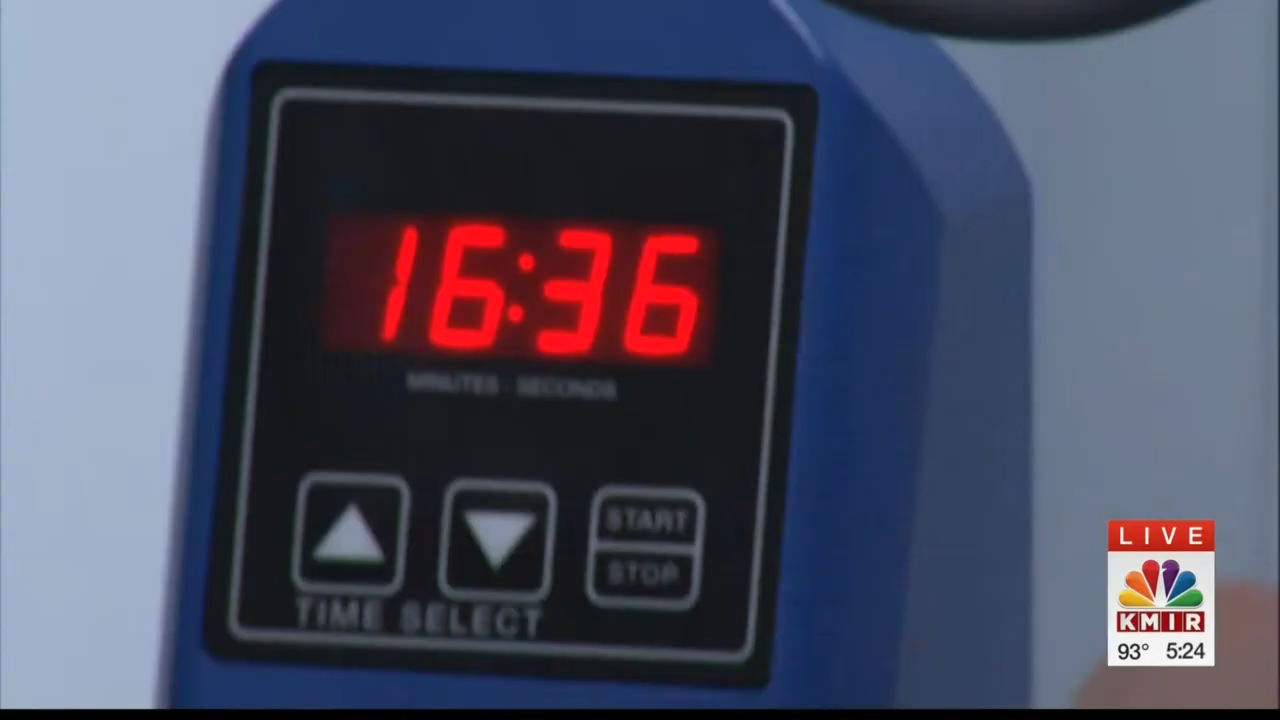 16:36
MINUTES : SECONDS
START
STOP
TIME SELECT
LIVE
KMIR
93° 5:24